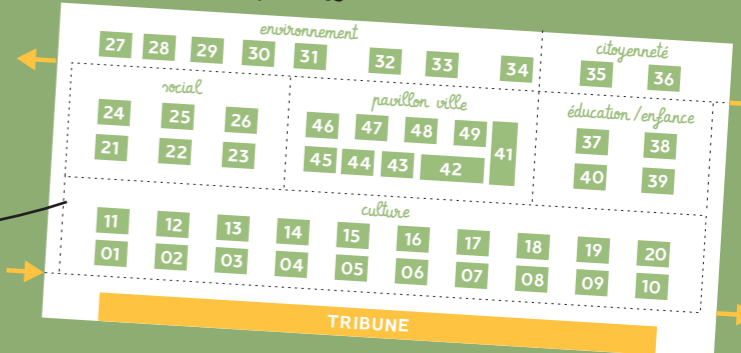 environnement
citoyenneté
27 28 29 30 31 32 33 34 35 36
social
pavillon ville
éducation/enfance
24 25 26 46 47 48 49 41 37 38
21 22 23 45 44 43 42 40 39
culture
11 12 13 14 15 16 17 18 19 20
01 02 03 04 05 06 07 08 09 10
TRIBUNE